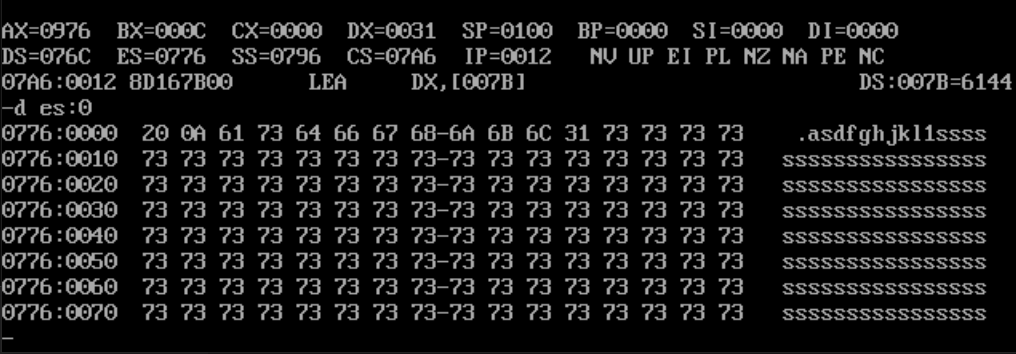 AX=0976 BX=000C CX=0000 DX=0031 SP=0100 BP=0000 SI=0000 DI=0000
DS=076C ES=0776 SS=0796 CS=07A6 IP=0012 NV UP EI PL NZ NA PE NC
07A6:0012 8D167B00 LEA DX,[007B] DS:007B=6144
-d es:0
0776:0000 20 0A 61 73 64 66 67 68-6A 6B 6C 31 73 73 73 73 .asdfghjkl1ssss
0776:0010 73 73 73 73 73 73 73 73-73 73 73 73 73 73 73 73 ssssssssssssssss
0776:0020 73 73 73 73 73 73 73 73-73 73 73 73 73 73 73 73 ssssssssssssssss
0776:0030 73 73 73 73 73 73 73 73-73 73 73 73 73 73 73 73 ssssssssssssssss
0776:0040 73 73 73 73 73 73 73 73-73 73 73 73 73 73 73 73 ssssssssssssssss
0776:0050 73 73 73 73 73 73 73 73-73 73 73 73 73 73 73 73 ssssssssssssssss
0776:0060 73 73 73 73 73 73 73 73-73 73 73 73 73 73 73 73 ssssssssssssssss
0776:0070 73 73 73 73 73 73 73 73-73 73 73 73 73 73 73 73 ssssssssssssssss
-